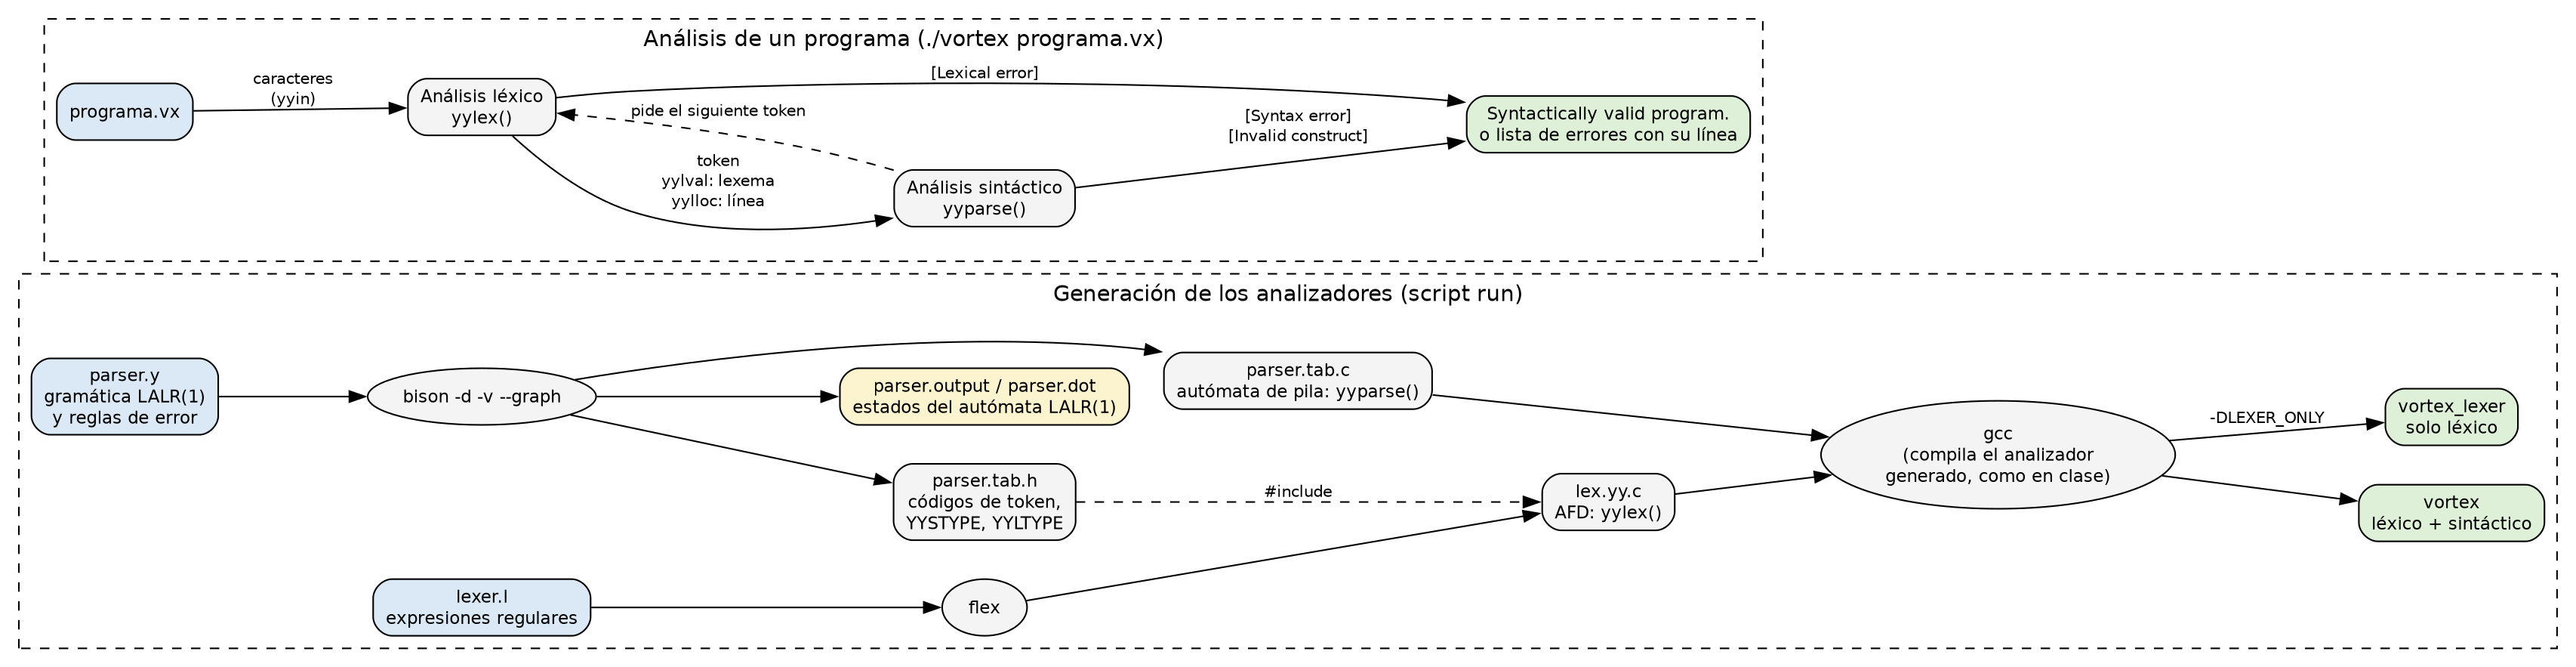 Análisis de un programa (./vortex programa.vx)
programa.vx
caracteres
(yyin)
Análisis léxico
yylex()
[Lexical error]
pide el siguiente token
token
yylval: lexema
yylloc: línea
Análisis sintáctico
yyparse()
[Syntax error]
[Invalid construct]
Syntactically valid program.
o lista de errores con su línea
Generación de los analizadores (script run)
parser.y
gramática LALR(1)
y reglas de error
bison -d -v --graph
parser.output / parser.dot
estados del autómata LALR(1)
parser.tab.c
autómata de pila: yyparse()
parser.tab.h
códigos de token,
YYSTYPE, YYLTYPE
#include
lexer.l
expresiones regulares
flex
lex.yy.c
AFD: yylex()
gcc
(compila el analizador
generado, como en clase)
-DLEXER_ONLY
vortex_lexer
solo léxico
vortex
léxico + sintáctico